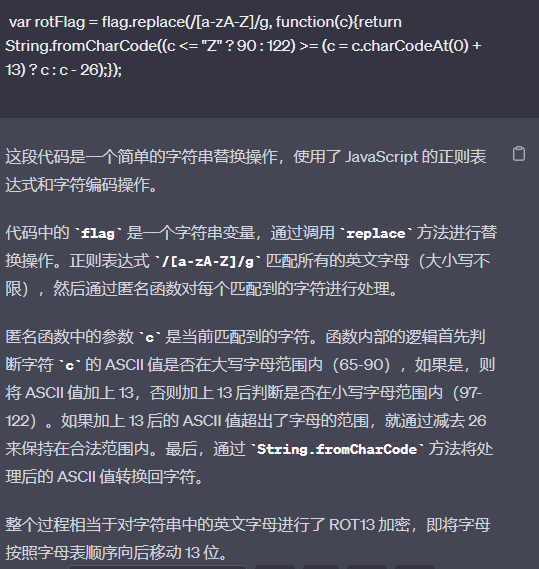 var rotFlag = flag.replace(/[a-zA-Z]/g, function(c){return
String.fromCharCode((c <= "Z" ? 90 : 122) >= (c = c.charCodeAt(0) +
13) ? c : c - 26);});
这段代码是一个简单的字符串替换操作，使用了 JavaScript 的正则表
达式和字符编码操作。
代码中的 `flag` 是一个字符串变量，通过调用 `replace` 方法进行替
换操作。正则表达式 `/[a-zA-Z]/g` 匹配所有的英文字母（大小写不
限），然后通过匿名函数对每个匹配到的字符进行处理。
匿名函数中的参数 `c` 是当前匹配到的字符。函数内部的逻辑首先判
断字符 `c` 的 ASCII 值是否在大写字母范围内（65-90），如果是，则
将 ASCII 值加上 13，否则加上 13 后判断是否在小写字母范围内（97-
122）。如果加上 13 后的 ASCII 值超出了字母的范围，就通过减去 26
来保持在合法范围内。最后，通过 `String.fromCharCode` 方法将处
理后的 ASCII 值转换回字符。
整个过程相当于对字符串中的英文字母进行了 ROT13 加密，即将字母
按照字母表顺序向后移动 13 位。